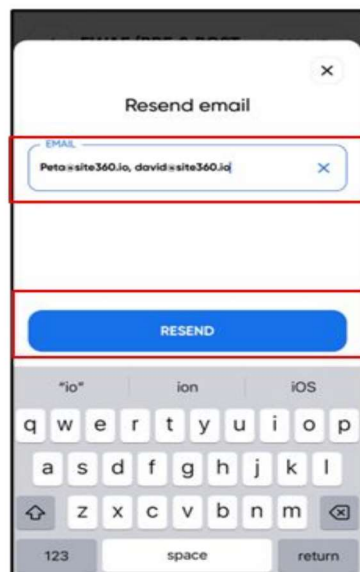 Resend email
EMAIL
Peta@site360.io, david@site360.io
RESEND
"io" ion iOS
q w e r t y u i o p
a s d f g h j k l
z x c v b n m
123 space return